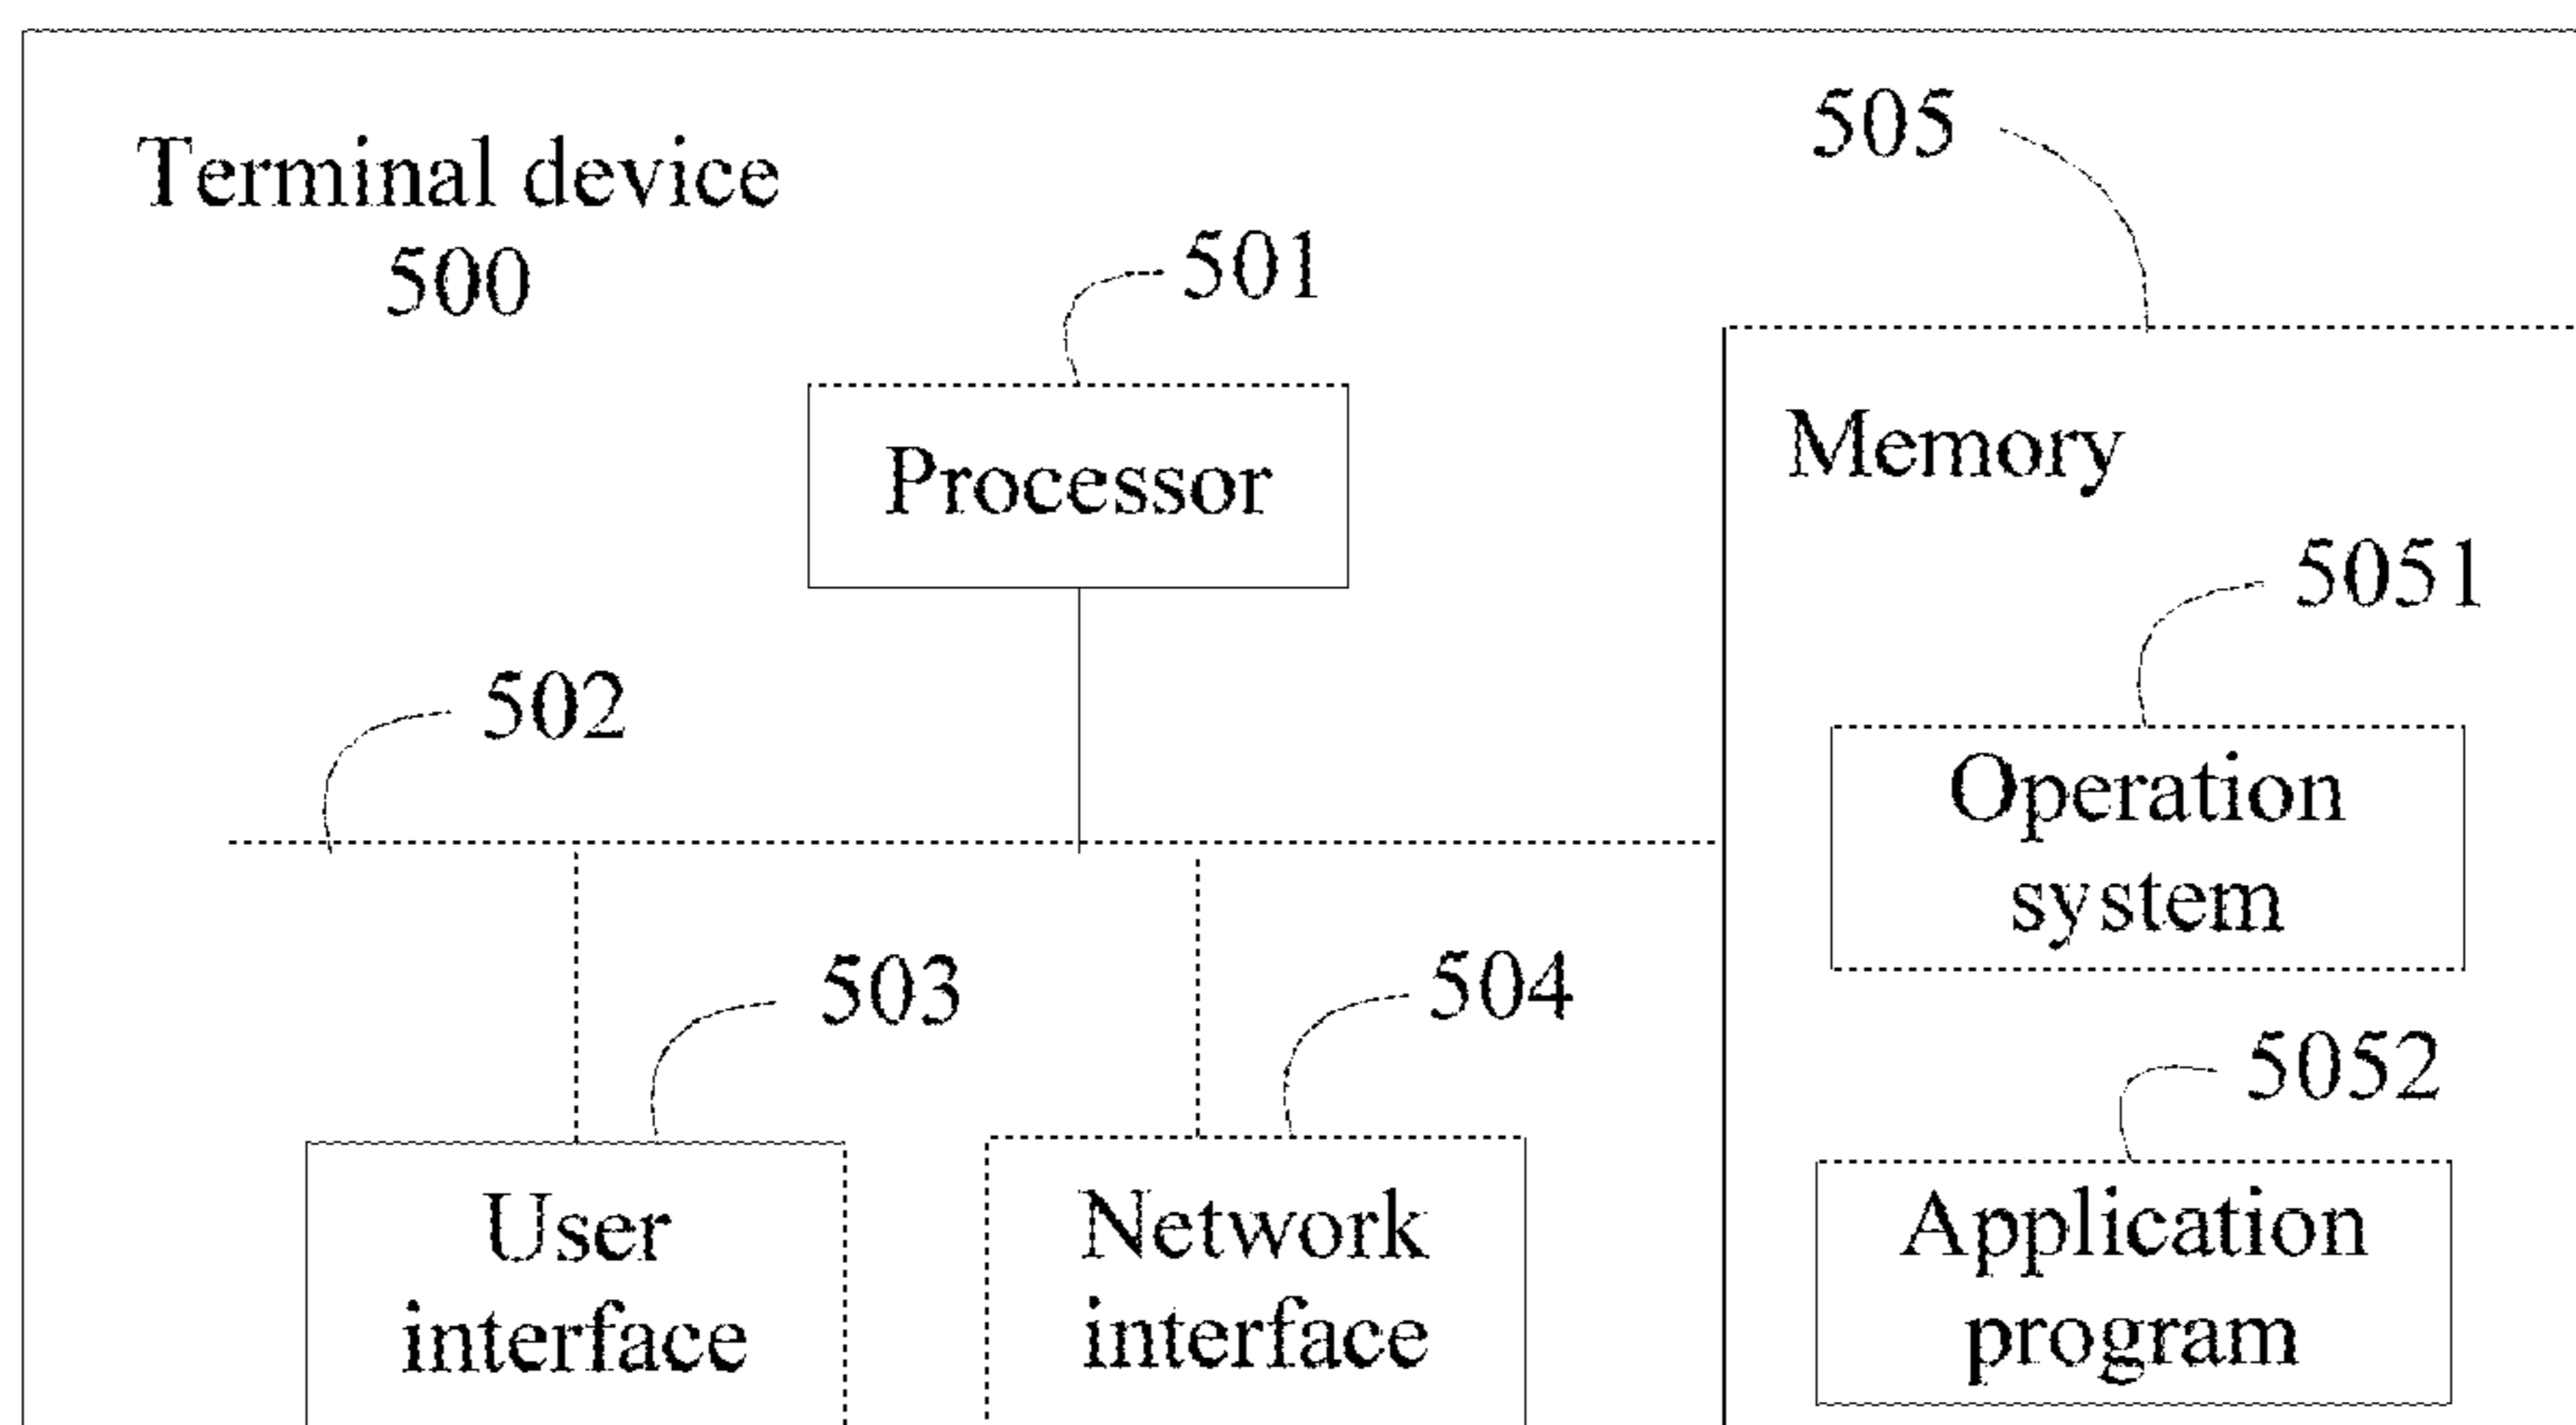 Terminal device
500
505
501
Processor
Memory
5051
502
Operation
system
503
504
5052
User
interface
Network
interface
Application
program